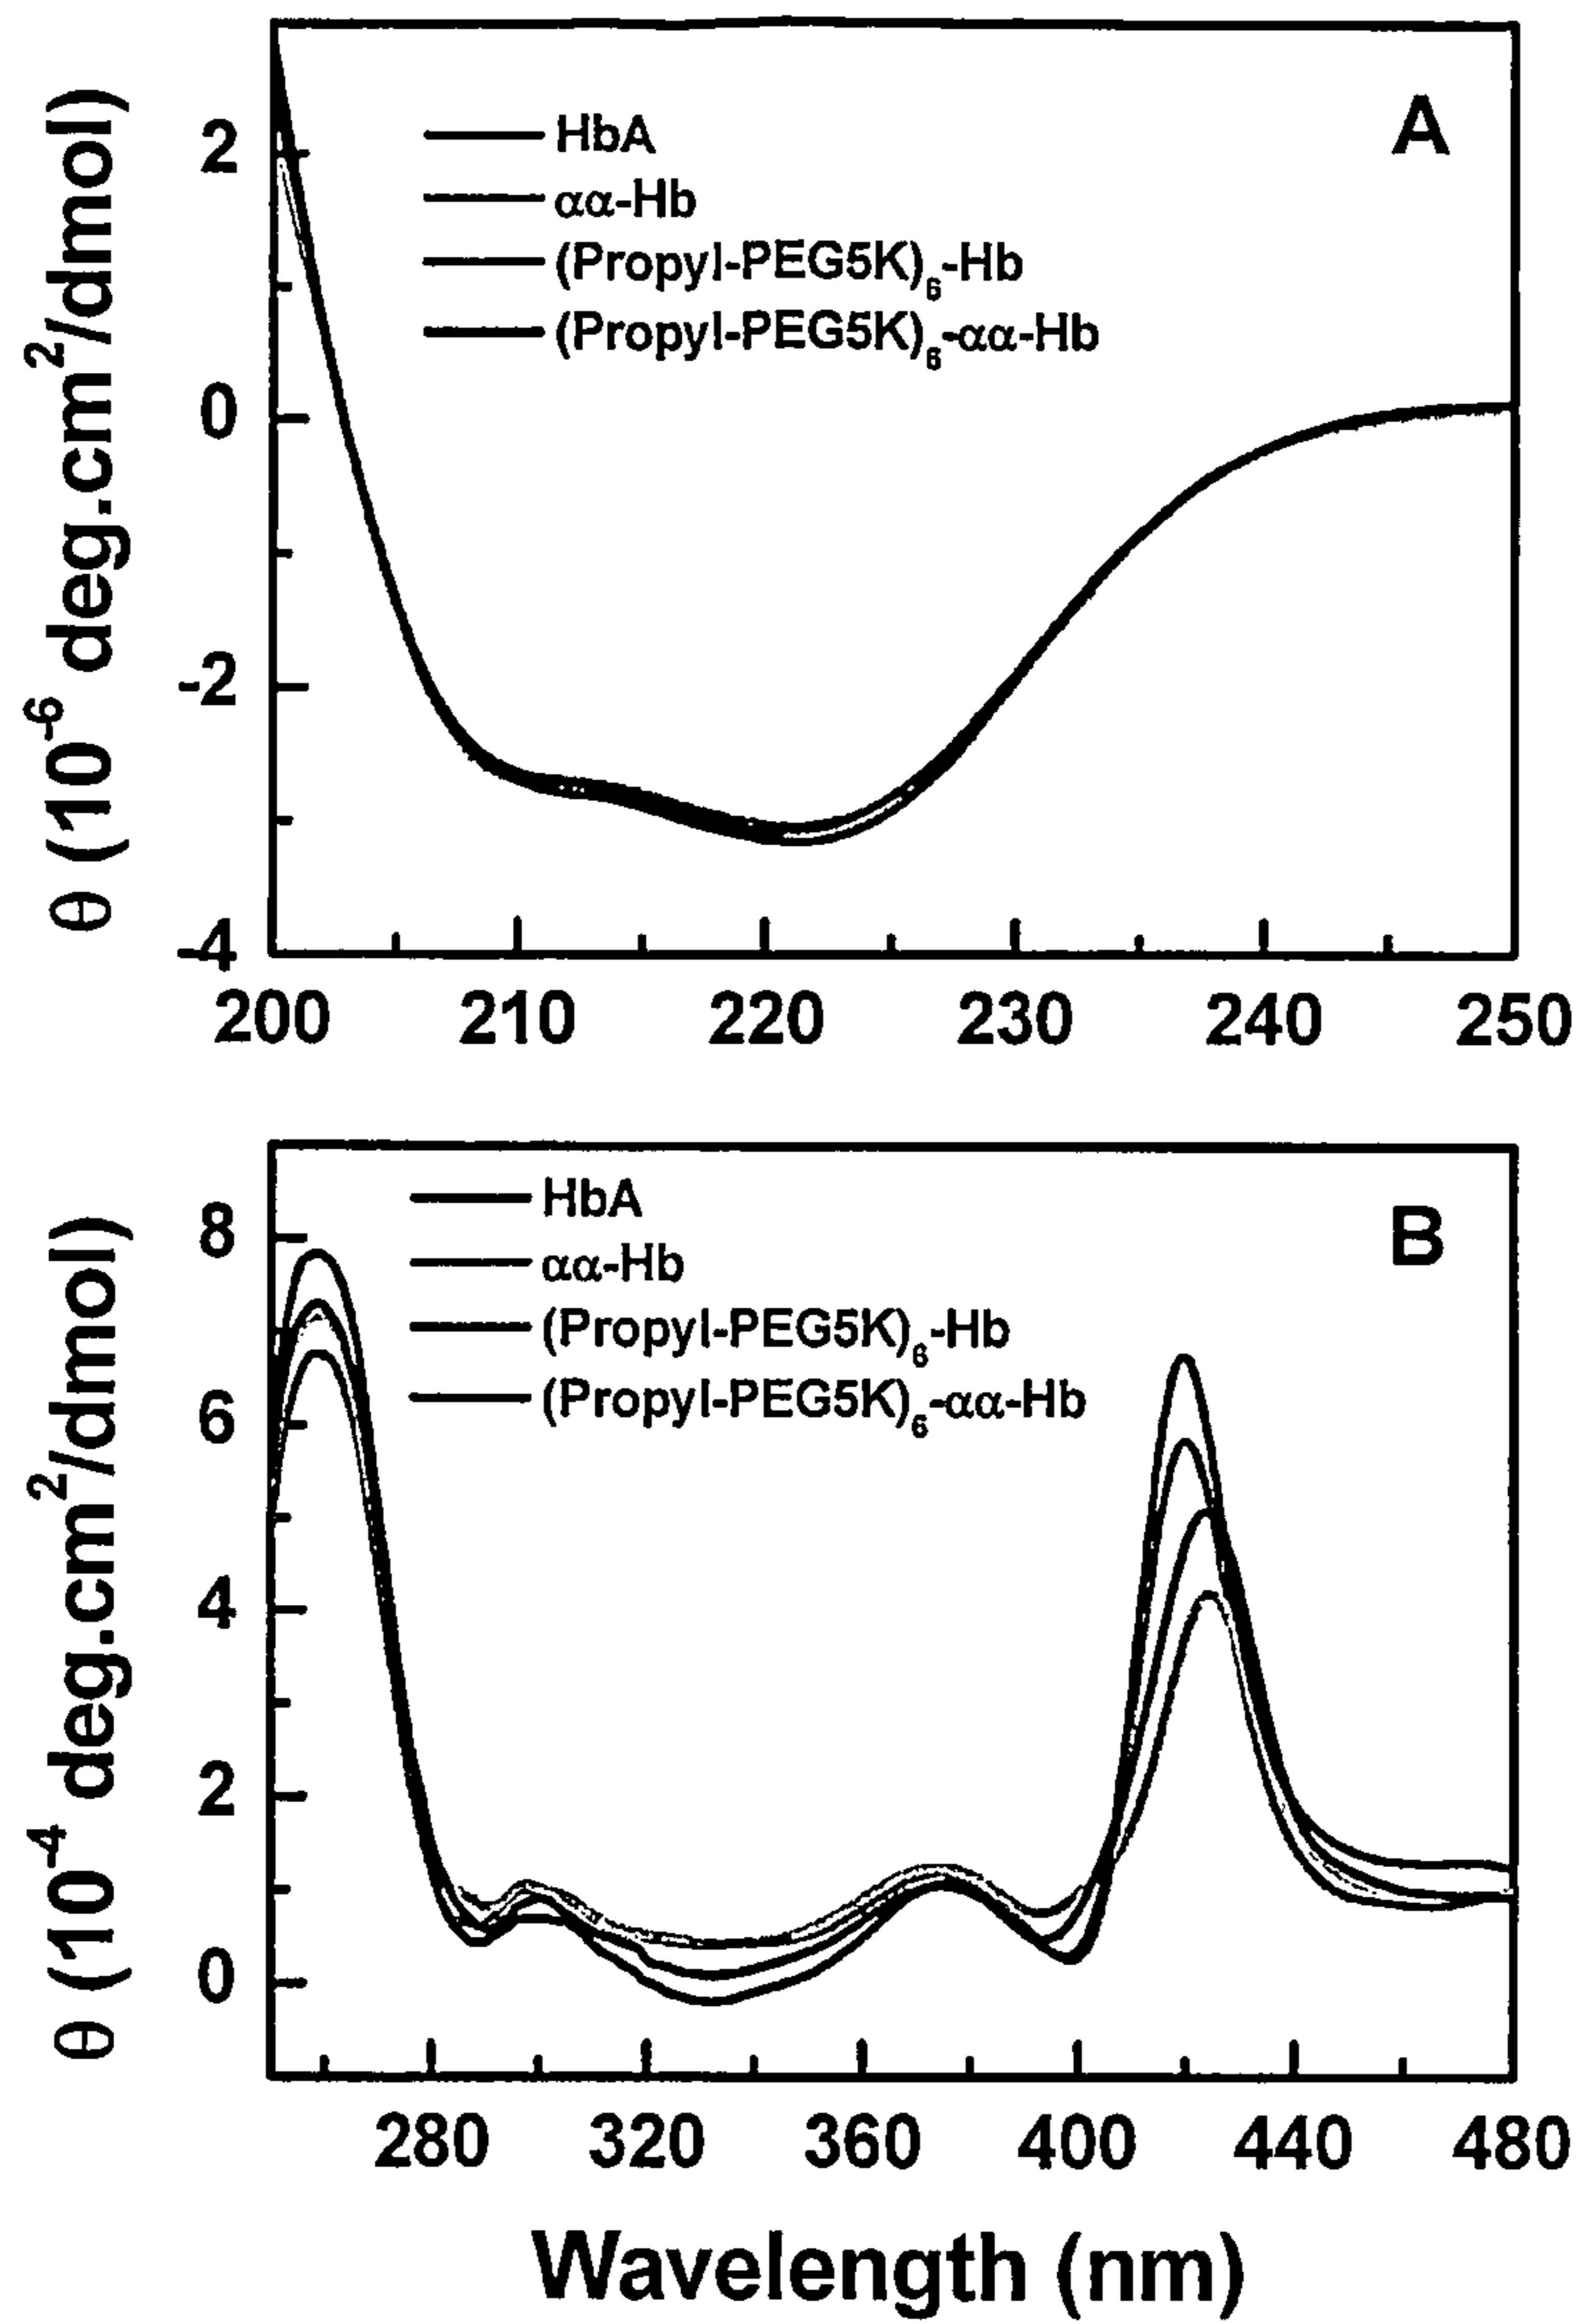 A
HbA
αα-Hb
(Propyl-PEG5K)₆-Hb
(Propyl-PEG5K)₆-αα-Hb
θ (10⁻⁶ deg.cm²/dmol)
2
0
-2
-4
200 210 220 230 240 250
B
HbA
αα-Hb
(Propyl-PEG5K)₆-Hb
(Propyl-PEG5K)₆-αα-Hb
θ (10⁻⁴ deg.cm²/dmol)
8
6
4
2
0
280 320 360 400 440 480
Wavelength (nm)